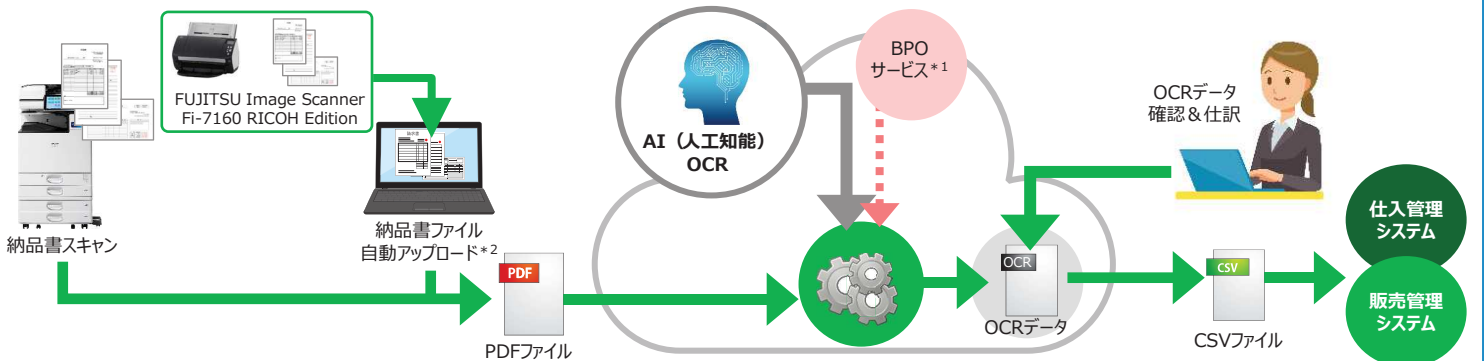 FUJITSU Image Scanner
Fi-7160 RICOH Edition
納品書スキャン
請求書
納品書ファイル
自動アップロード*2
PDF
PDFファイル
AI（人工知能）
OCR
BPO
サービス*1
OCR
OCRデータ
OCRデータ
確認＆仕訳
CSV
CSVファイル
仕入管理
システム
販売管理
システム